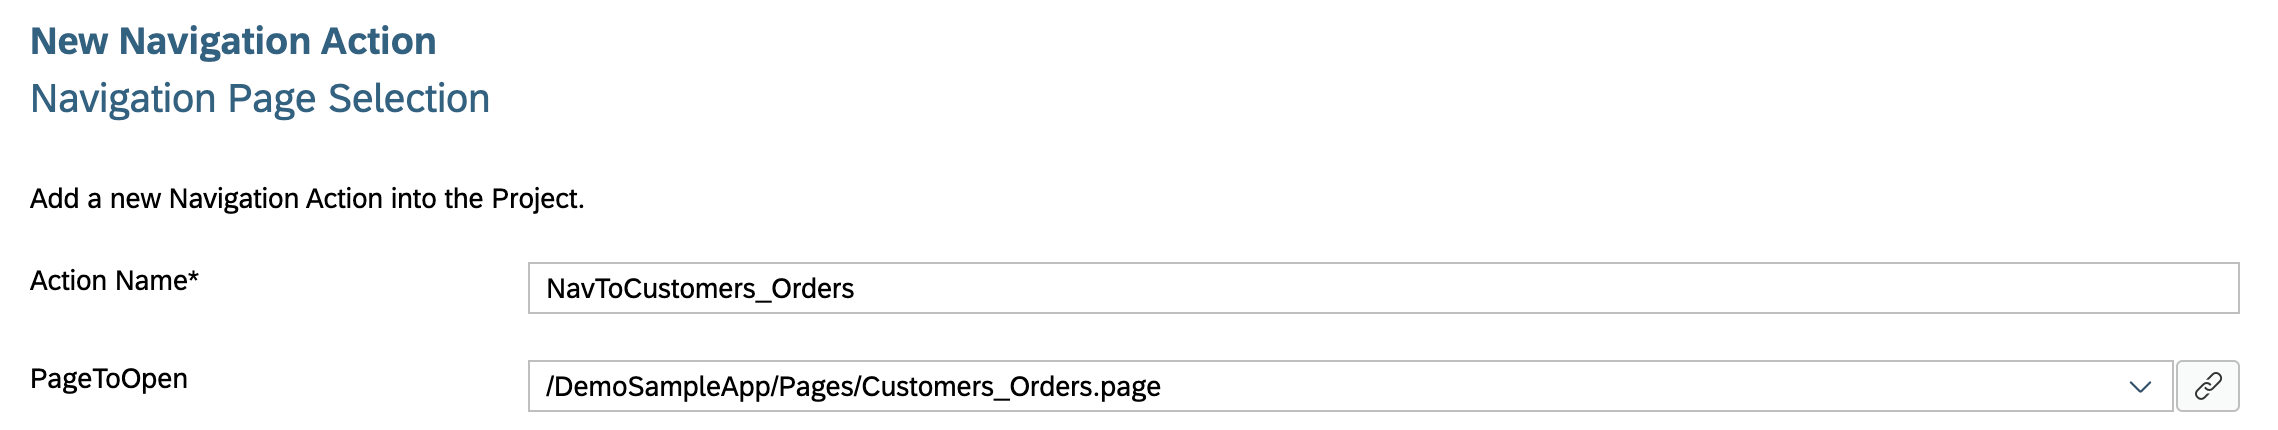 New Navigation Action
Navigation Page Selection
Add a new Navigation Action into the Project.
Action Name*
NavToCustomers_Orders
PageToOpen
/DemoSampleApp/Pages/Customers_Orders.page